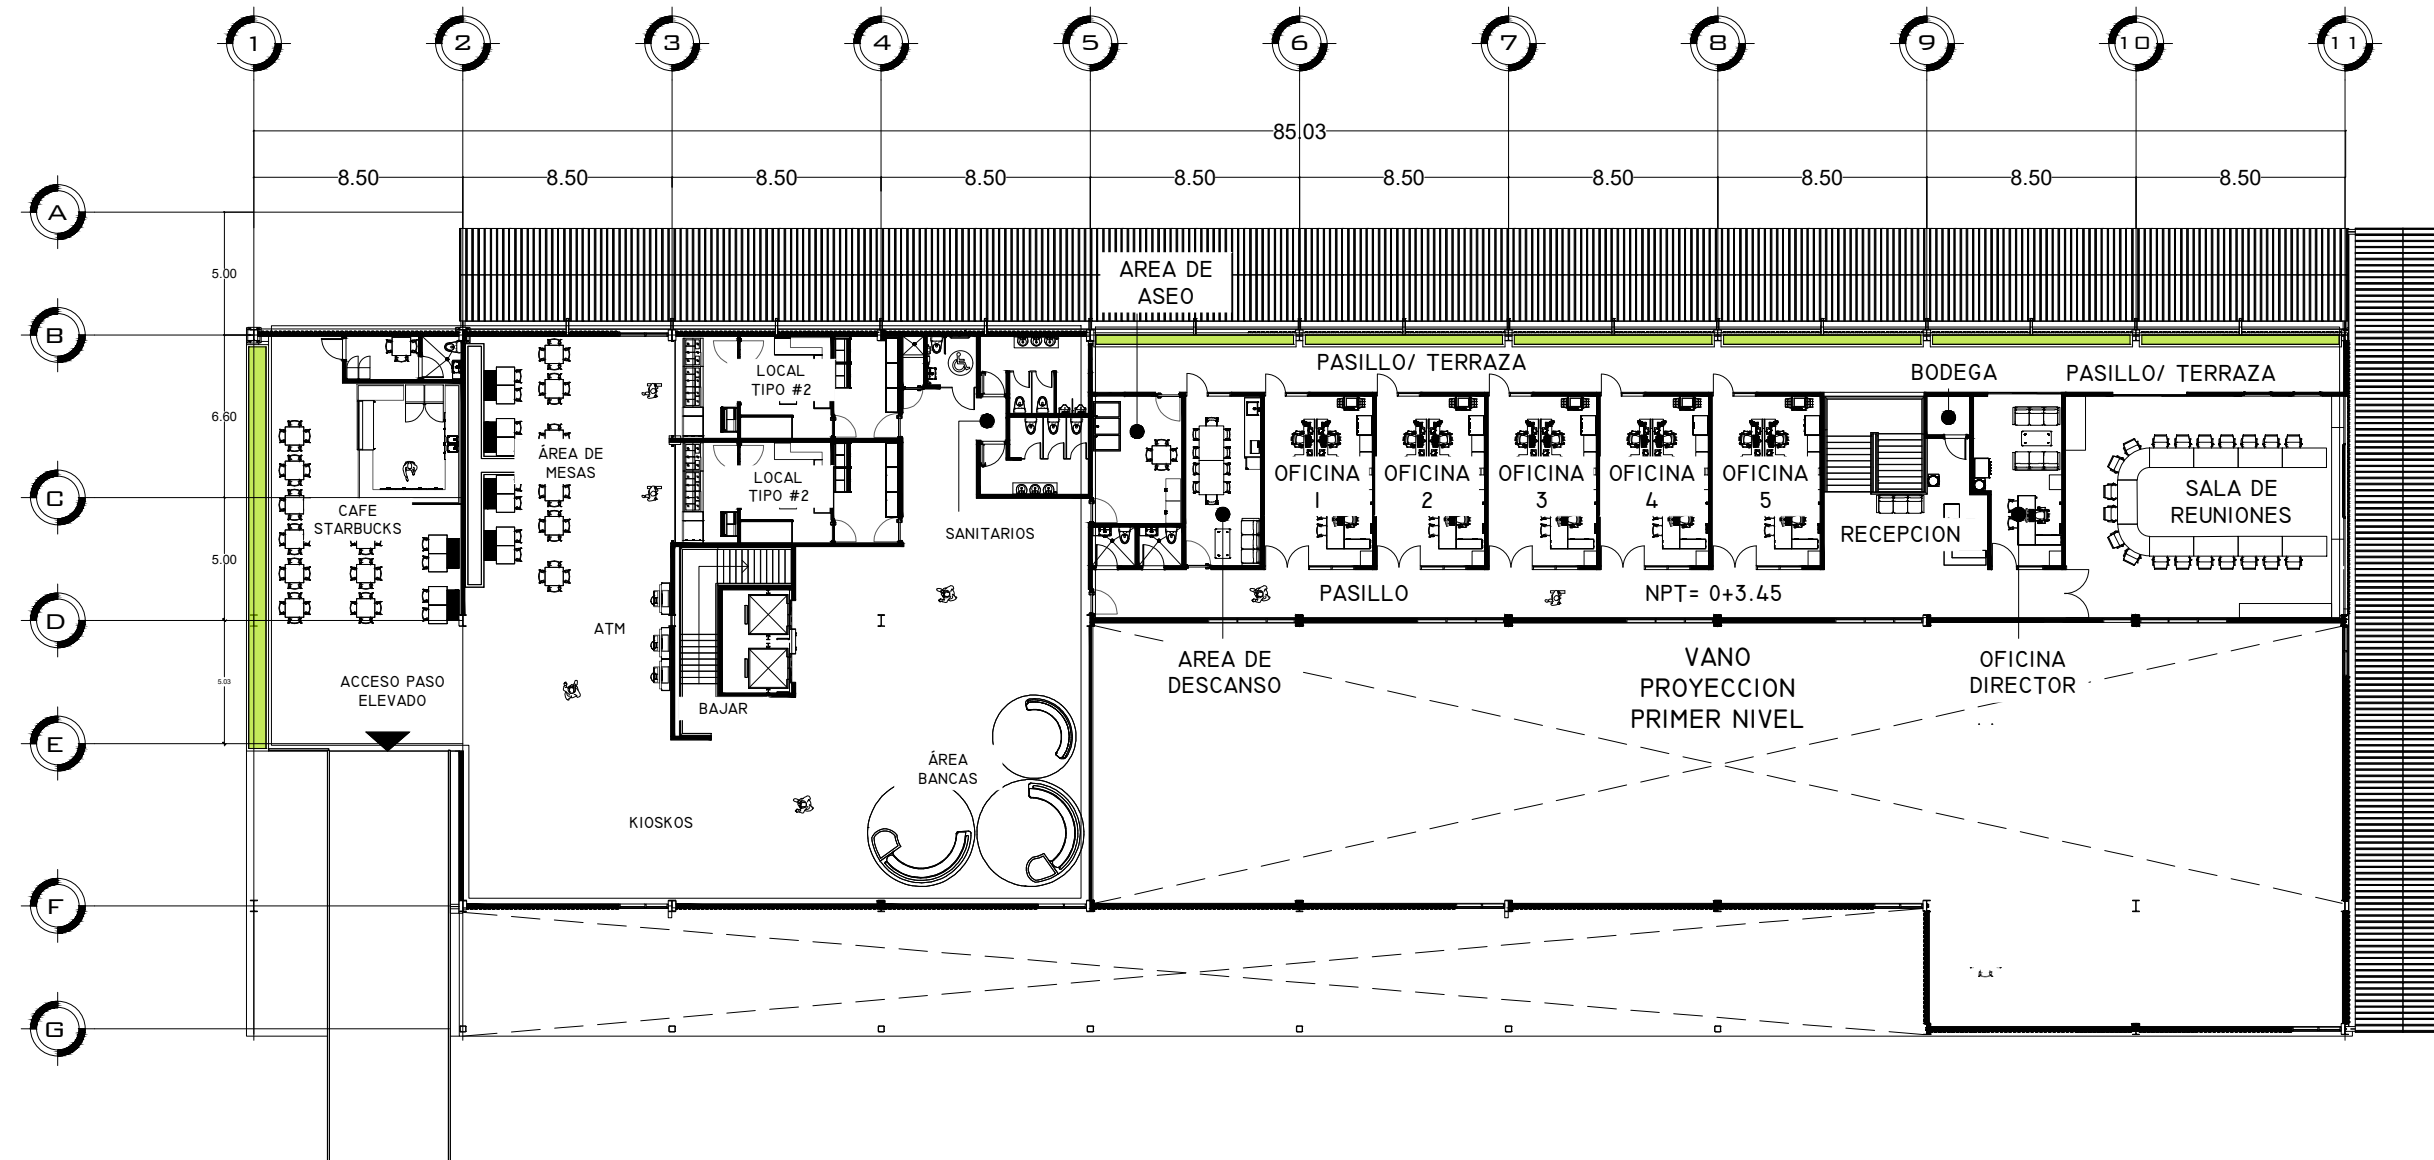 1 2 3 4 5 6 7 8 9 10 11
85.03
8.50 8.50 8.50 8.50 8.50 8.50 8.50 8.50 8.50 8.50
A
5.00
B
6.60
C
5.00
D
5.03
E
F
G
AREA DE
ASEO
PASILLO/ TERRAZA
BODEGA
PASILLO/ TERRAZA
LOCAL
TIPO #2
ÁREA DE
MESAS
LOCAL
TIPO #2
CAFE
STARBUCKS
SANITARIOS
OFICINA
1
OFICINA
2
OFICINA
3
OFICINA
4
OFICINA
5
RECEPCION
SALA DE
REUNIONES
PASILLO
NPT= 0+3.45
ATM
ACCESO PASO
ELEVADO
BAJAR
AREA DE
DESCANSO
VANO
PROYECCION
PRIMER NIVEL
OFICINA
DIRECTOR
ÁREA
BANCAS
KIOSKOS